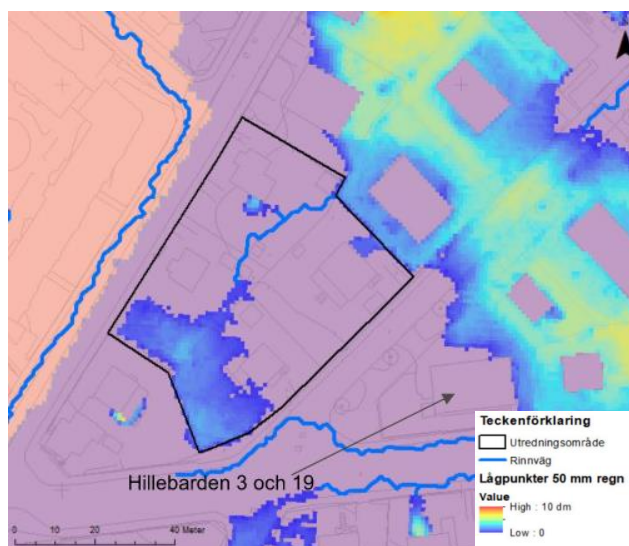 Hillebarden 3 och 19
0 10 20 40 Meter
Teckenförklaring
Utredningsområde
Rinnväg
Lågpunkter 50 mm regn
Value
High : 10 dm
Low : 0